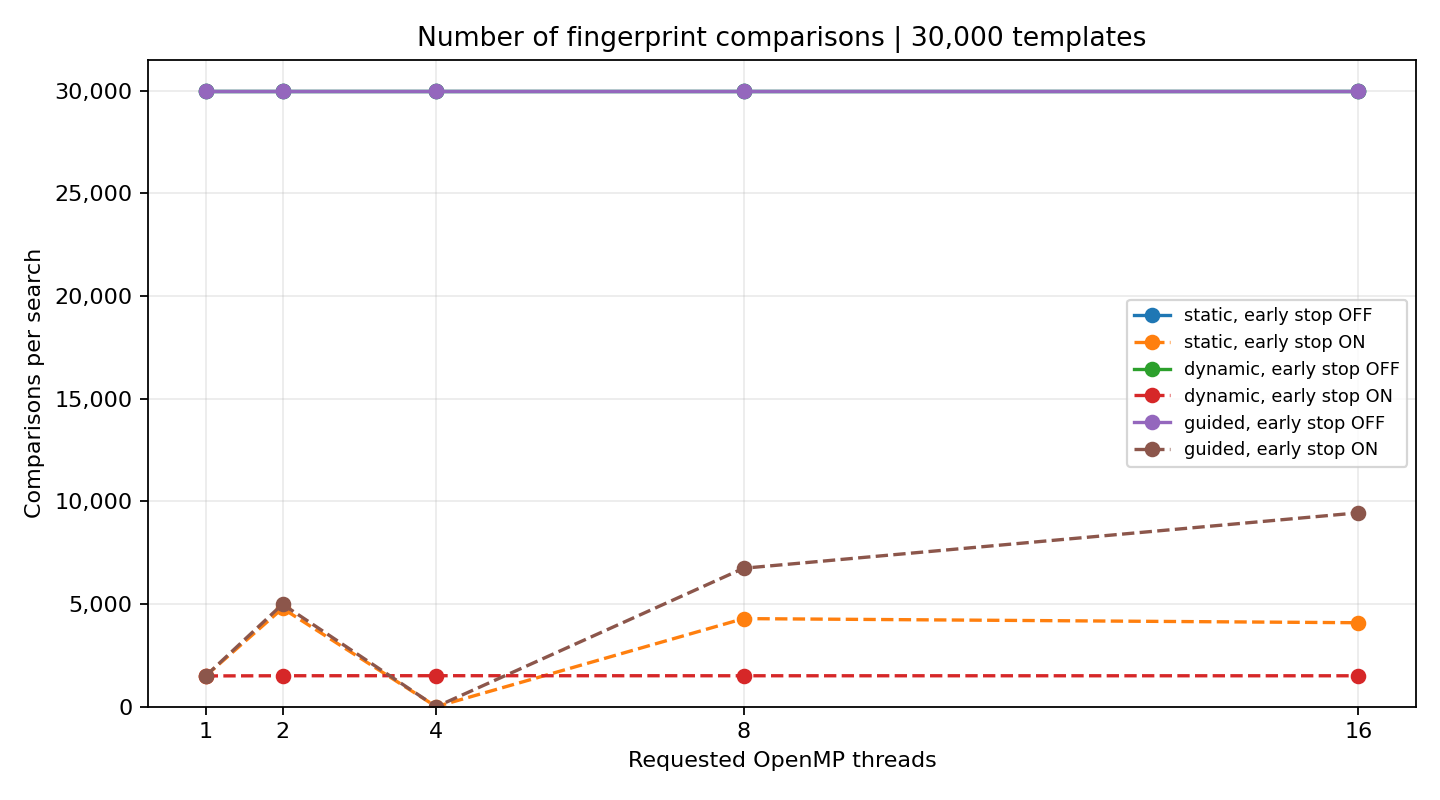 Number of fingerprint comparisons | 30,000 templates
Comparisons per search
30,000
25,000
20,000
15,000
10,000
5,000
0
static, early stop OFF
static, early stop ON
dynamic, early stop OFF
dynamic, early stop ON
guided, early stop OFF
guided, early stop ON
1 2 4 8 16
Requested OpenMP threads